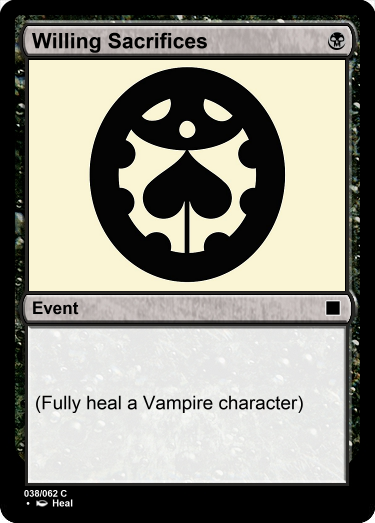 Willing Sacrifices
Event
(Fully heal a Vampire character)
038/062 C
• Heal